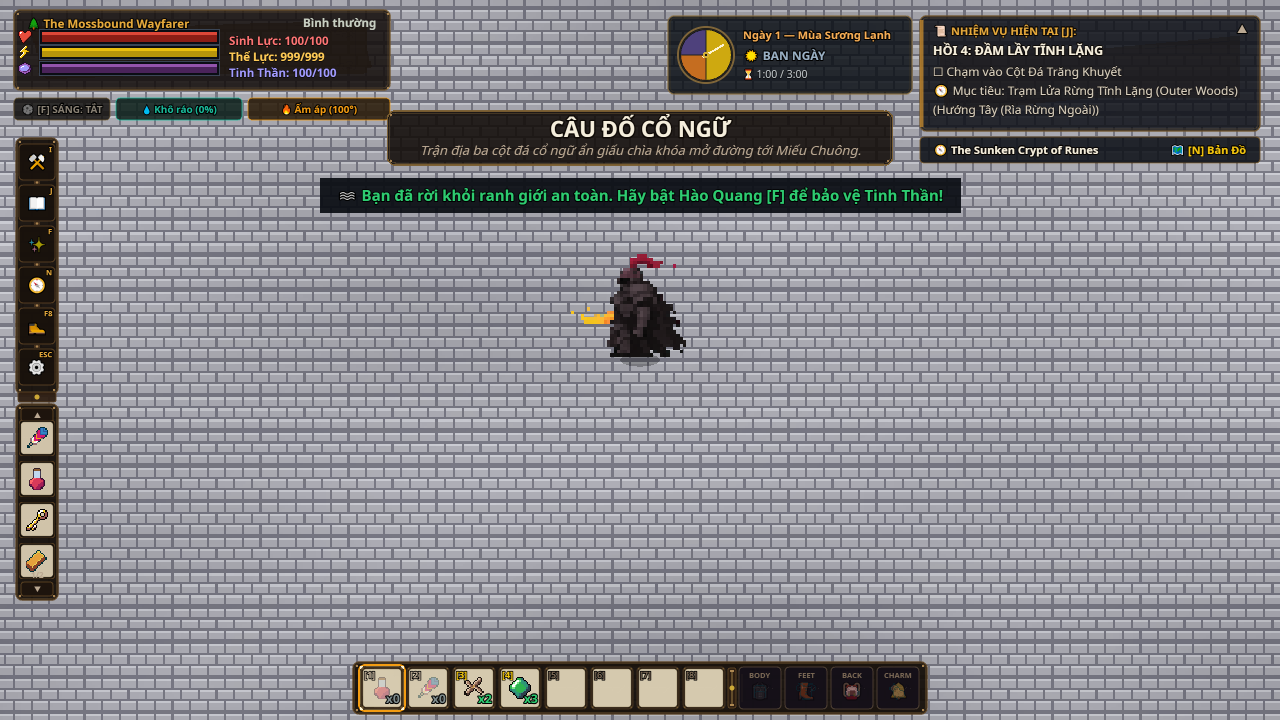 The Mossbound Wayfarer
Bình thường
Sinh Lực: 100/100
Thể Lực: 999/999
Tinh Thần: 100/100
[F] SÁNG: TẮT
Khô ráo (0%)
Ấm áp (100°)
Ngày 1 — Mùa Sương Lạnh
BAN NGÀY
1:00 / 3:00
NHIỆM VỤ HIỆN TẠI [J]:
HỒI 4: ĐẦM LẦY TĨNH LẶNG
Chạm vào Cột Đá Trăng Khuyết
Mục tiêu: Trạm Lửa Rừng Tĩnh Lặng (Outer Woods)
(Hướng Tây (Rìa Rừng Ngoài))
The Sunken Crypt of Runes
[N] Bản Đồ
CÂU ĐỐ CỔ NGỮ
Trận địa ba cột đá cổ ngữ ẩn giấu chìa khóa mở đường tới Miếu Chuông.
Bạn đã rời khỏi ranh giới an toàn. Hãy bật Hào Quang [F] để bảo vệ Tinh Thần!
I
J
F
N
F8
ESC
[1] x0
[2] x0
[3] x2
[4] x3
[5]
[6]
[7]
[8]
BODY
FEET
BACK
CHARM